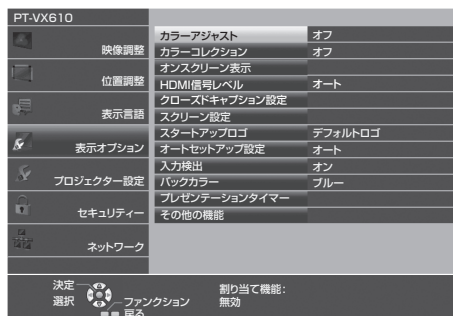 PT-VX610
映像調整
位置調整
表示言語
表示オプション
プロジェクター設定
セキュリティー
ネットワーク
カラーアジャスト オフ
カラーコレクション オフ
オンスクリーン表示
HDMI信号レベル オート
クローズドキャプション設定
スクリーン設定
スタートアップロゴ デフォルトロゴ
オートセットアップ設定 オート
入力検出 オン
バックカラー ブルー
プレゼンテーションタイマー
その他の機能
決定
選択
ファンクション
戻る
割り当て機能:
無効